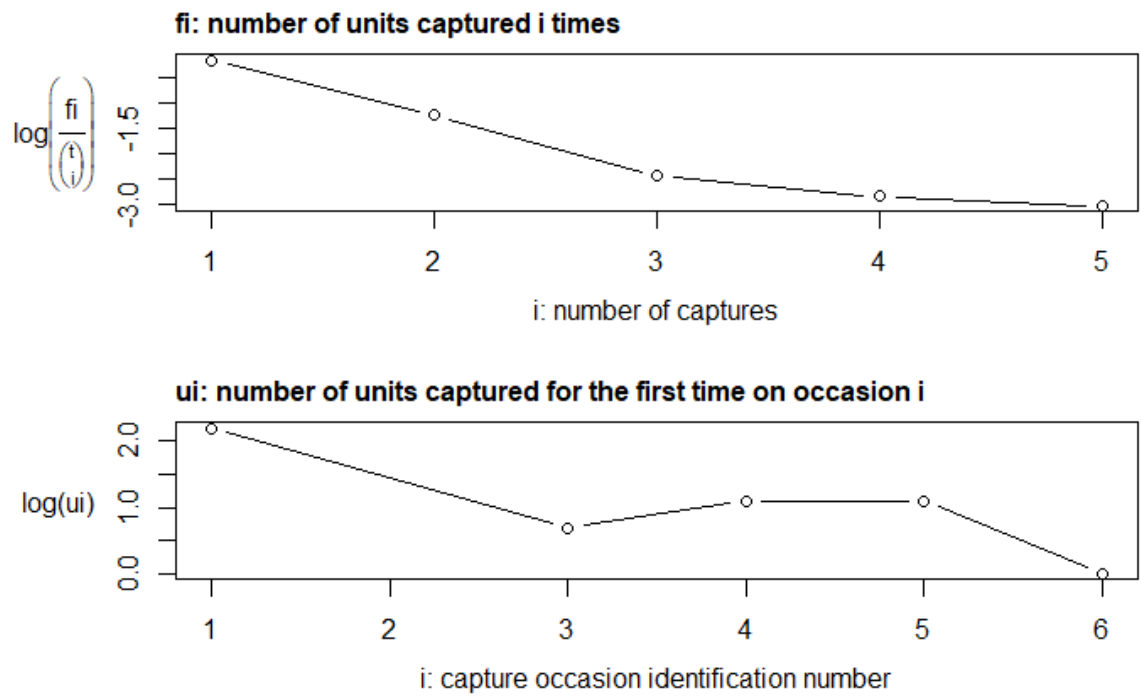 fi: number of units captured i times
log(fi/(t i))
-1.5
-3.0
1 2 3 4 5
i: number of captures
ui: number of units captured for the first time on occasion i
log(ui)
2.0
1.0
0.0
1 2 3 4 5 6
i: capture occasion identification number